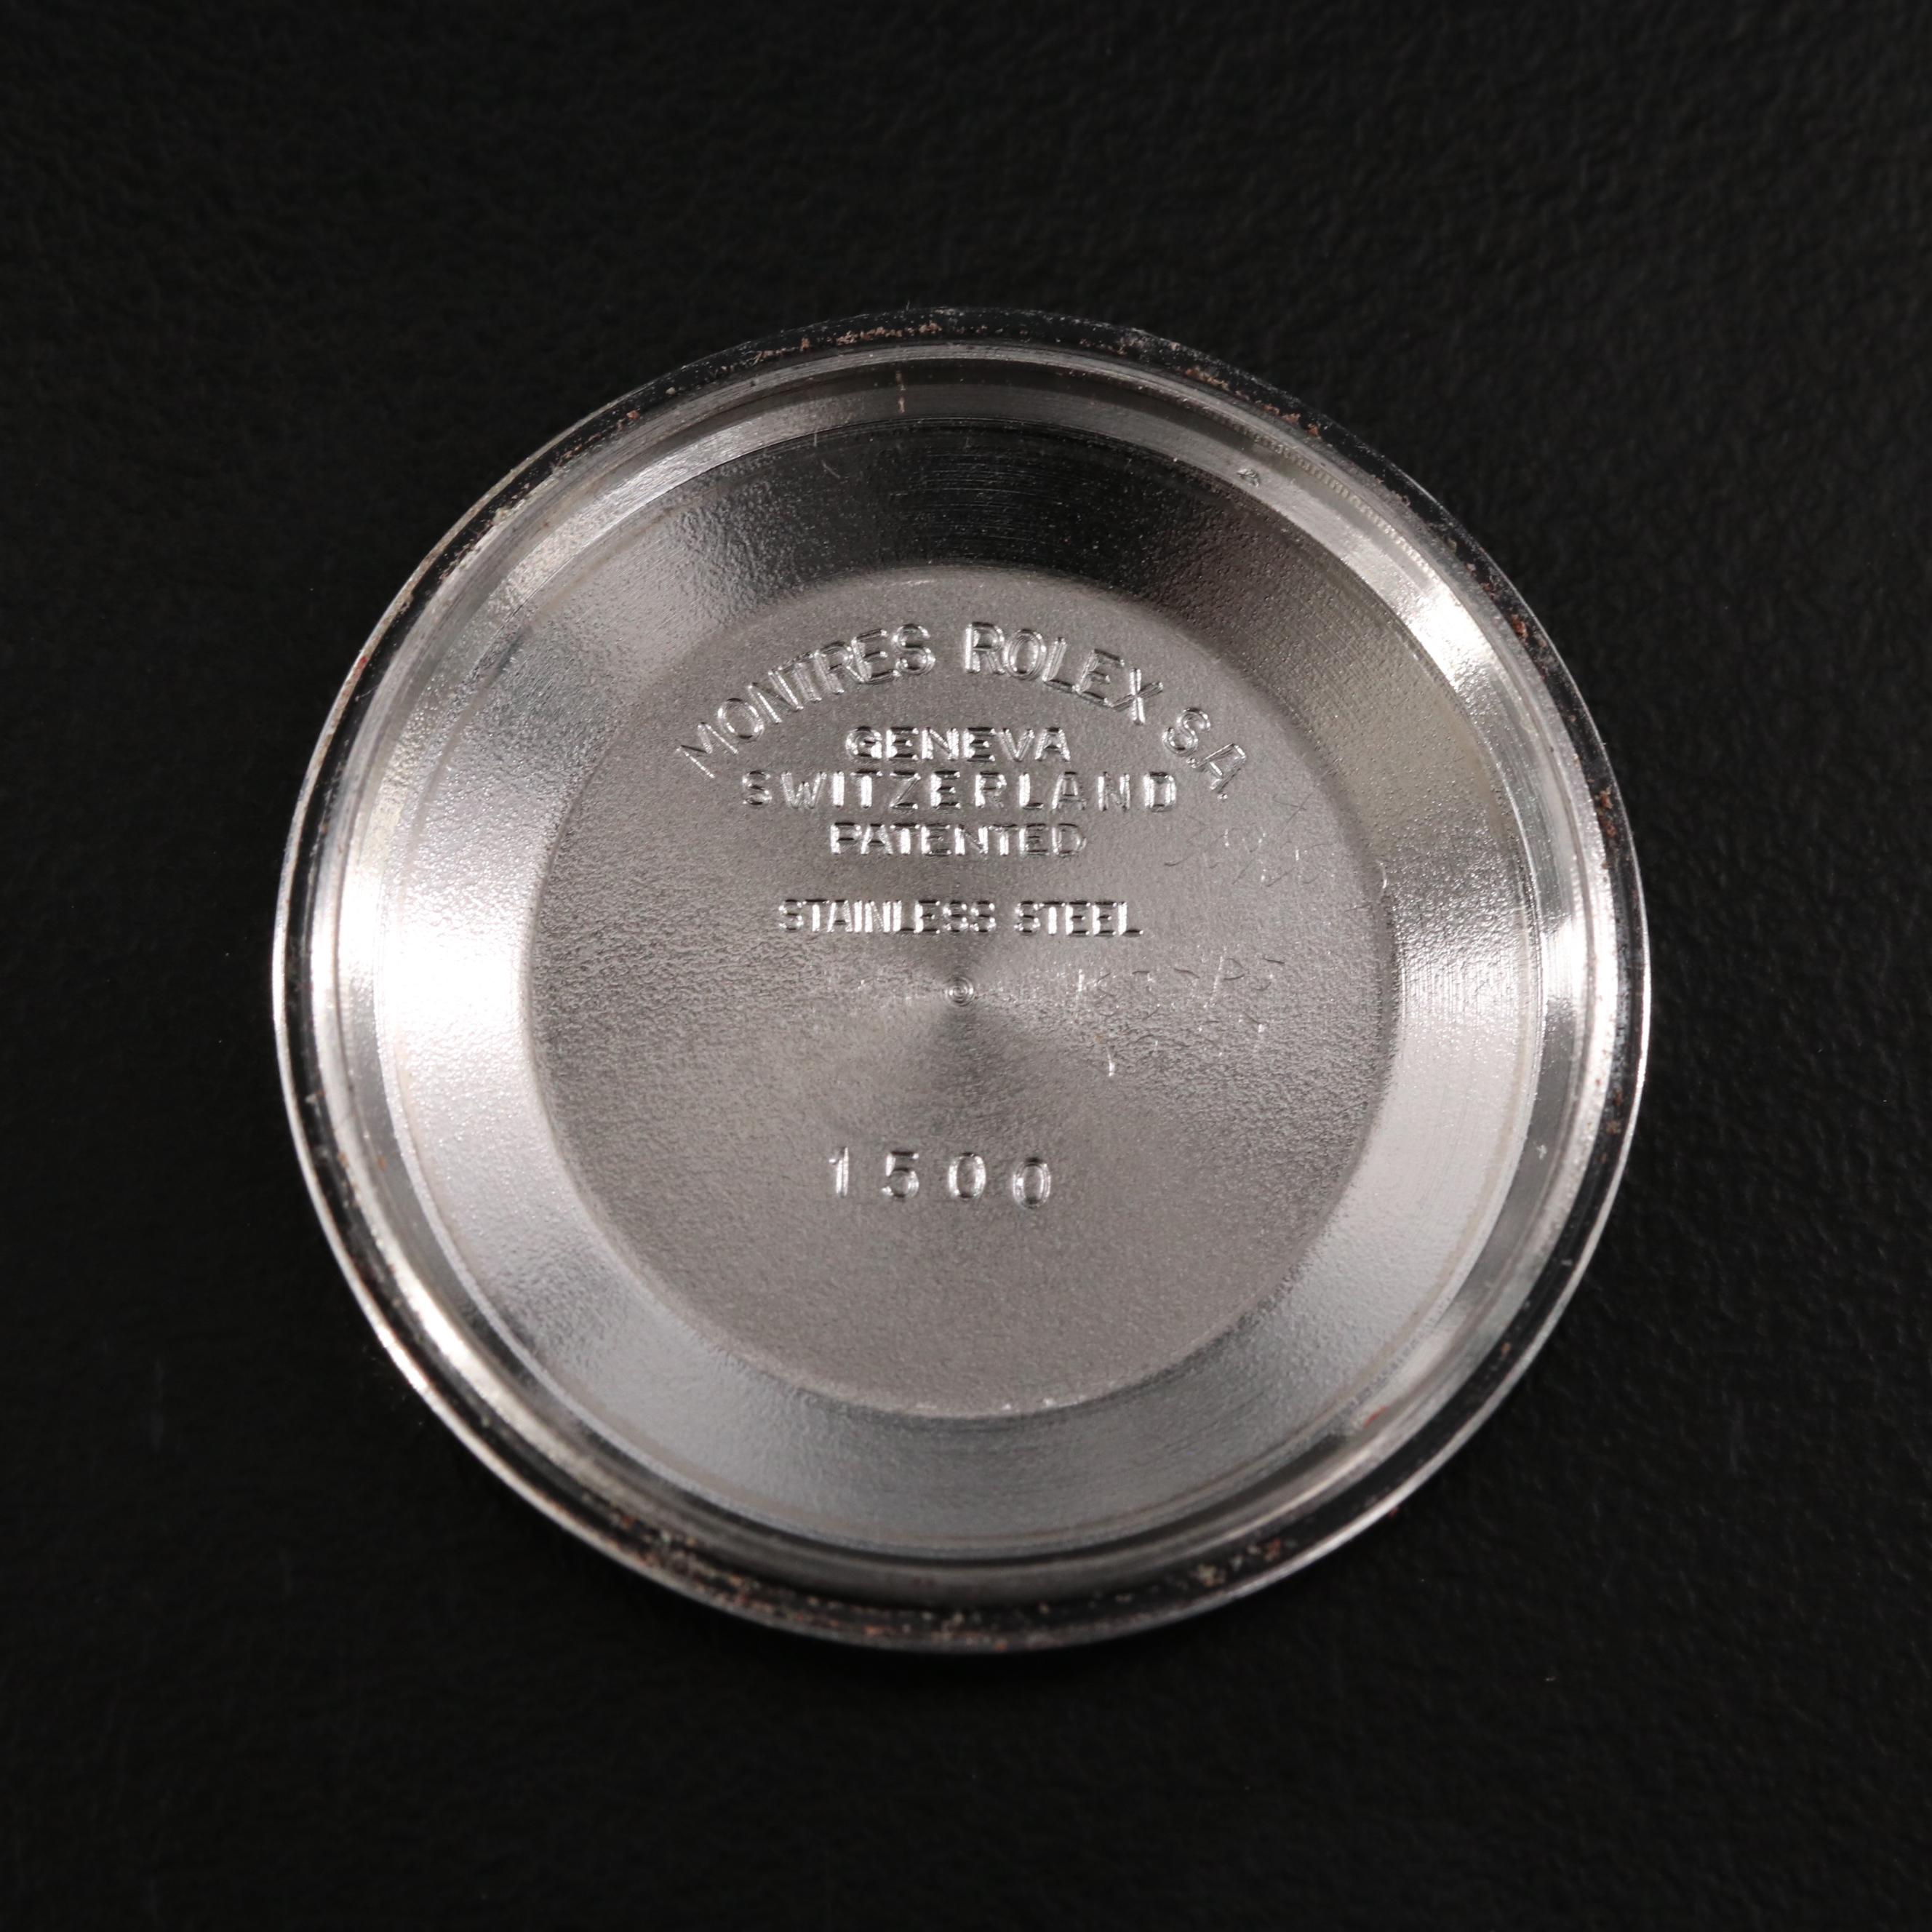 MONTRES ROLEX S.A
GENEVA
SWITZERLAND
PATENTED
STAINLESS STEEL
1500